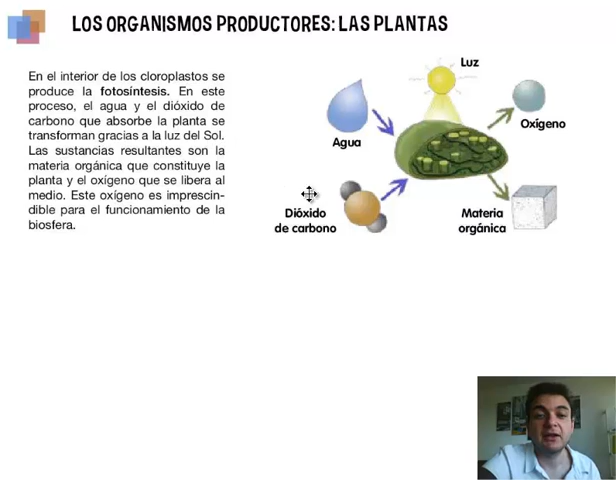 LOS ORGANISMOS PRODUCTORES: LAS PLANTAS
En el interior de los cloroplastos se
produce la fotosíntesis. En este
proceso, el agua y el dióxido de
carbono que absorbe la planta se
transforman gracias a la luz del Sol.
Las sustancias resultantes son la
materia orgánica que constituye la
planta y el oxígeno que se libera al
medio. Este oxígeno es imprescin-
dible para el funcionamiento de la
biosfera.
Luz
Agua
Oxígeno
Dióxido
de carbono
Materia
orgánica